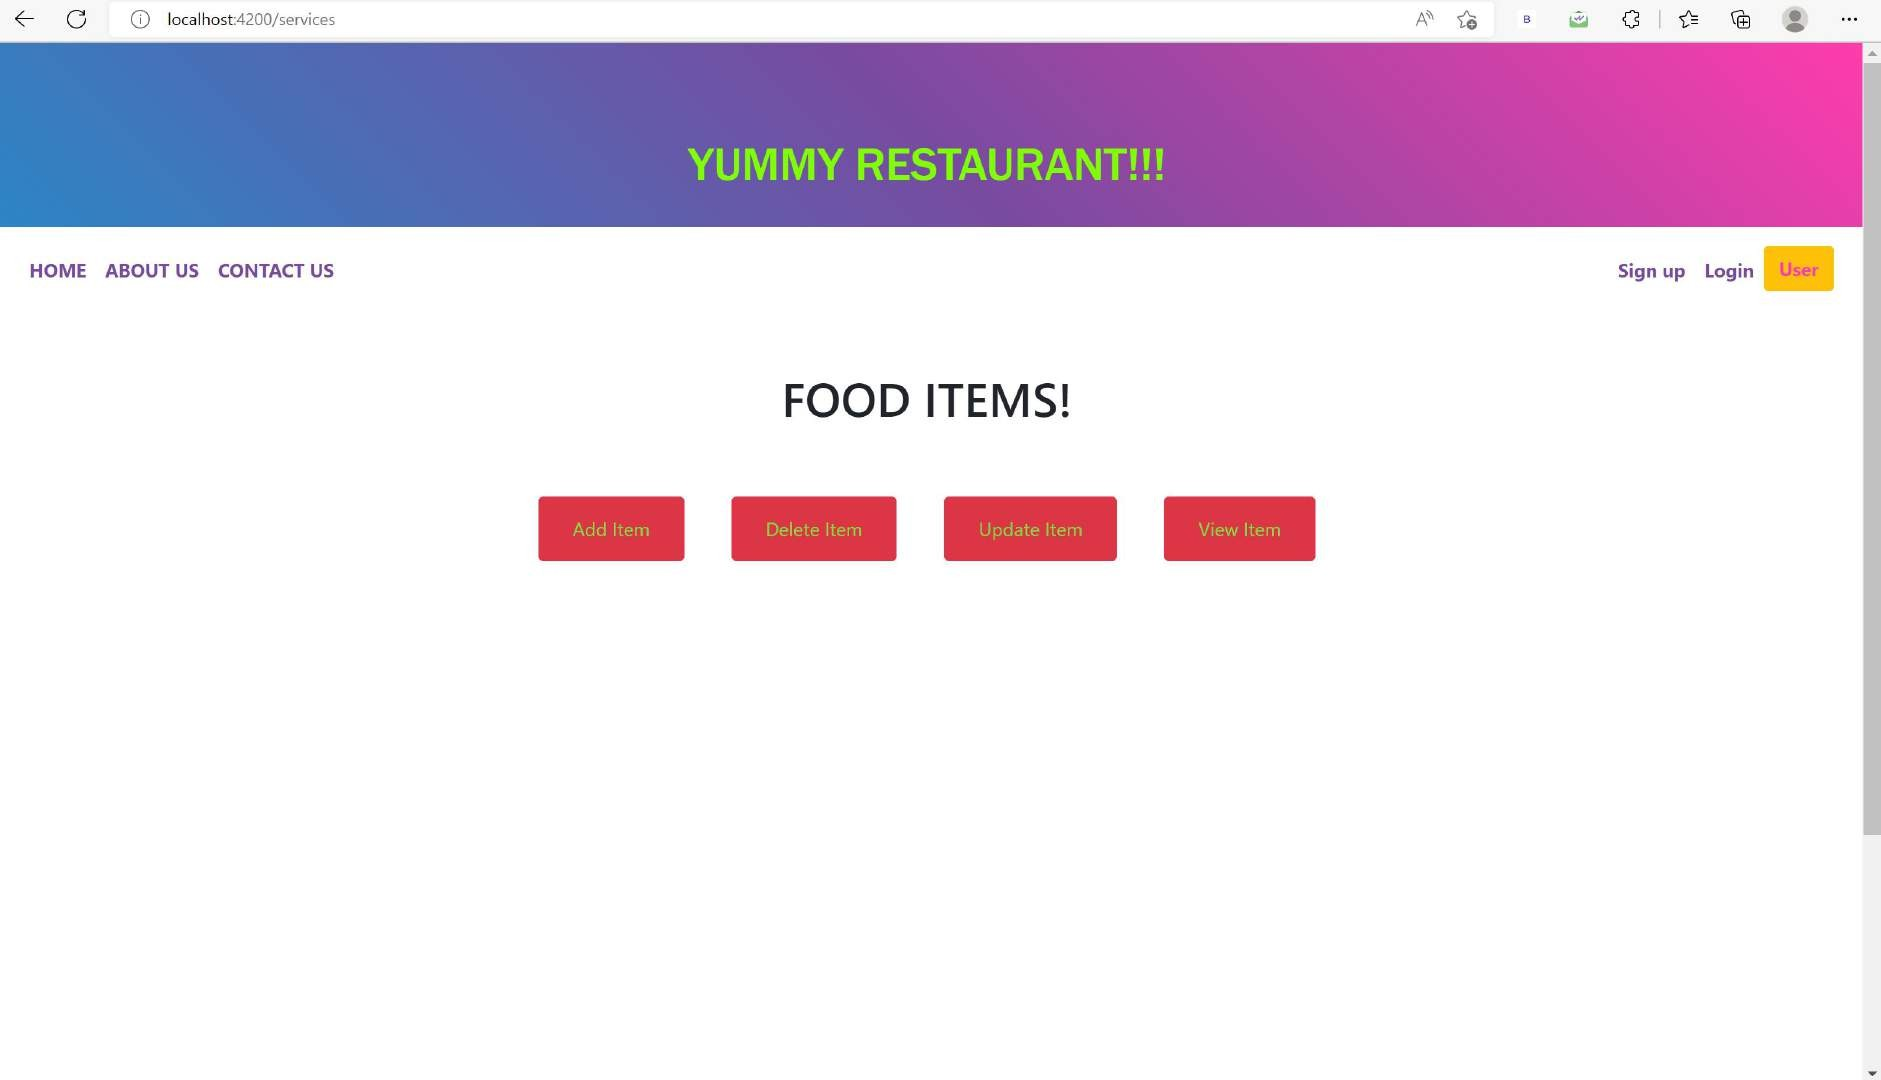 localhost:4200/services
B
YUMMY RESTAURANT!!!
HOME ABOUT US CONTACT US Sign up Login User
FOOD ITEMS!
Add Item Delete Item Update Item View Item